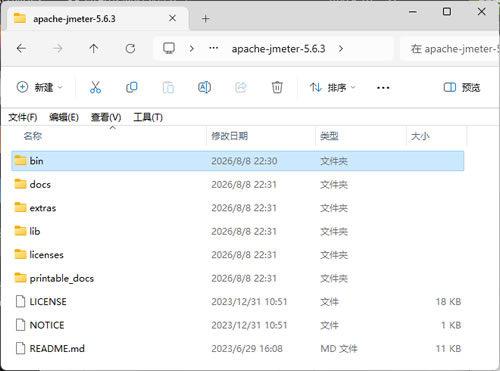 apache-jmeter-5.6.3
apache-jmeter-5.6.3 在 apache-jmeter-5
新建 排序 预览
文件(F) 编辑(E) 查看(V) 工具(T)
名称 修改日期 类型 大小
bin 2026/8/8 22:30 文件夹
docs 2026/8/8 22:31 文件夹
extras 2026/8/8 22:31 文件夹
lib 2026/8/8 22:31 文件夹
licenses 2026/8/8 22:31 文件夹
printable_docs 2026/8/8 22:31 文件夹
LICENSE 2023/12/31 10:51 文件 18 KB
NOTICE 2023/12/31 10:51 文件 1 KB
README.md 2023/6/29 16:08 MD 文件 11 KB